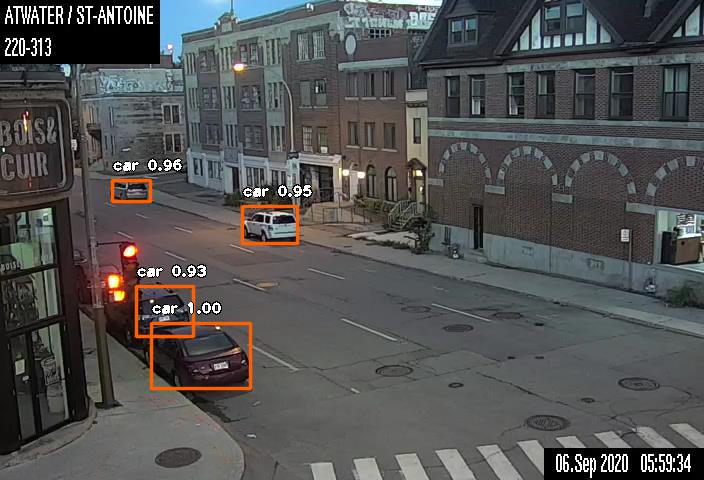 ATWATER / ST-ANTOINE
220-313
BOIS&
CUIR
car 0.96
car 0.95
car 0.93
car 1.00
06.Sep 2020 05:59:34